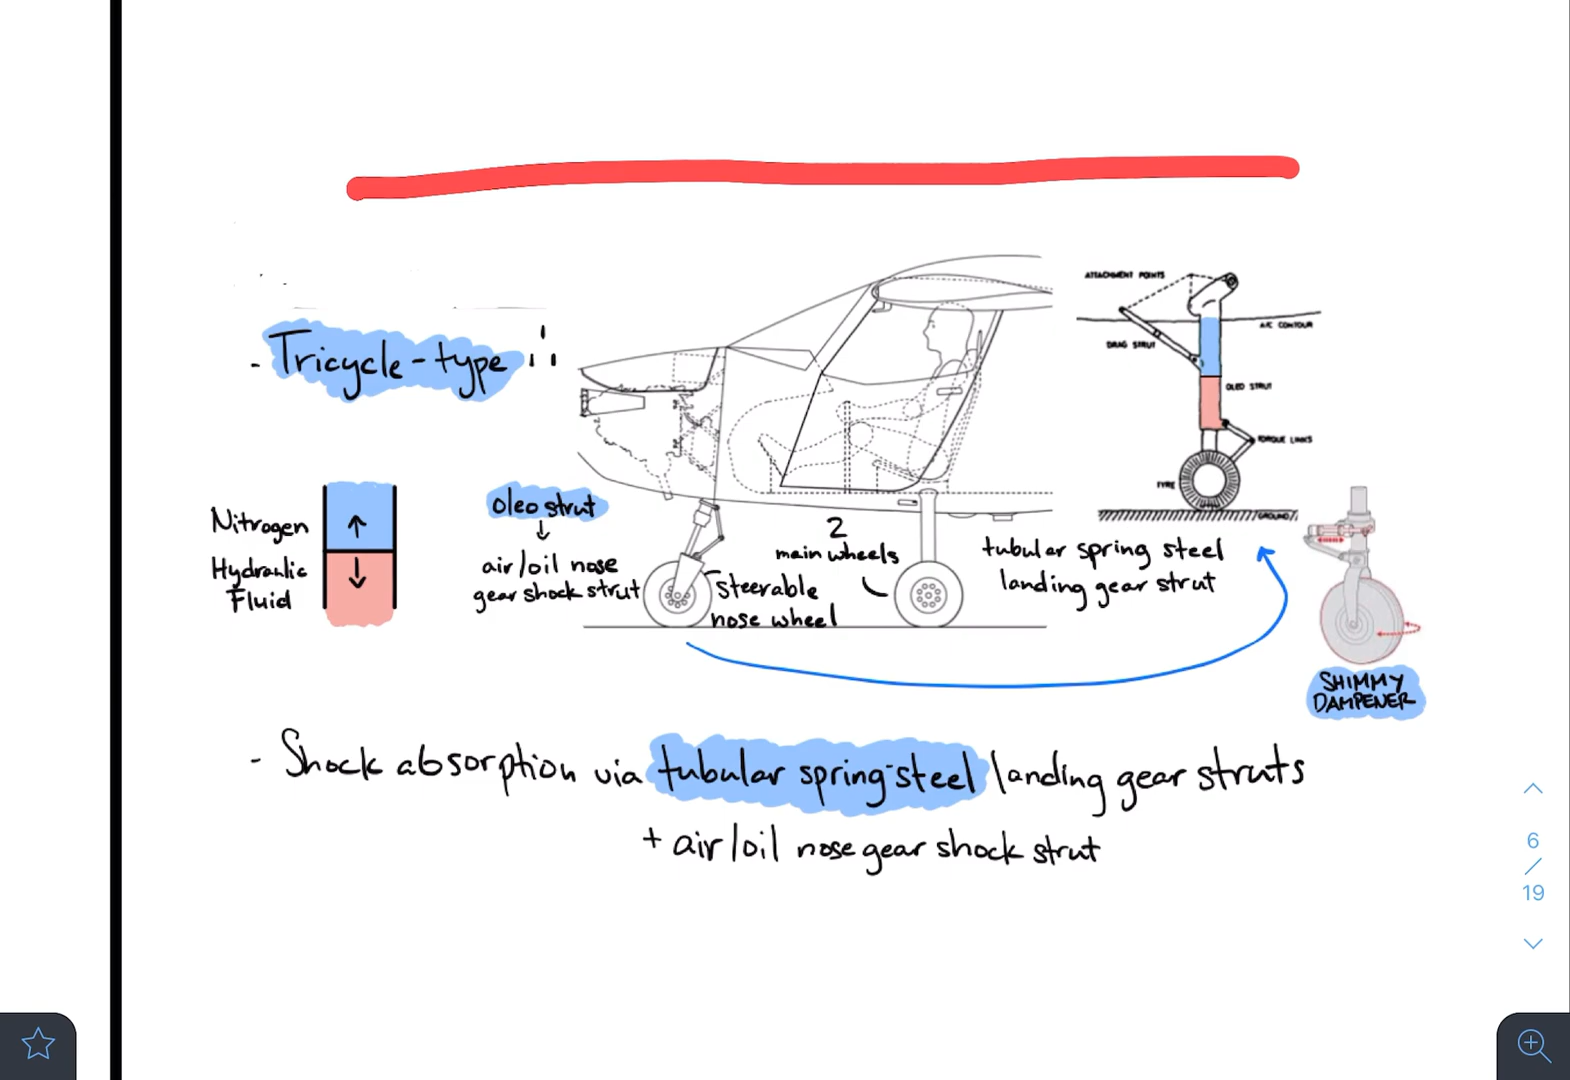 - Tricycle-type
ATTACHMENT POINTS
A/C CONTOUR
DRAG STRUT
OLEO STRUT
TORQUE LINKS
TYRE
GROUND
Nitrogen
Hydraulic
Fluid
Oleo strut
air/oil nose
gear shock strut
Steerable
nose wheel
2
main wheels
tubular spring steel
landing gear strut
SHIMMY
DAMPENER
- Shock absorption via tubular spring-steel landing gear struts
+ air/oil nose gear shock strut
6
/
19